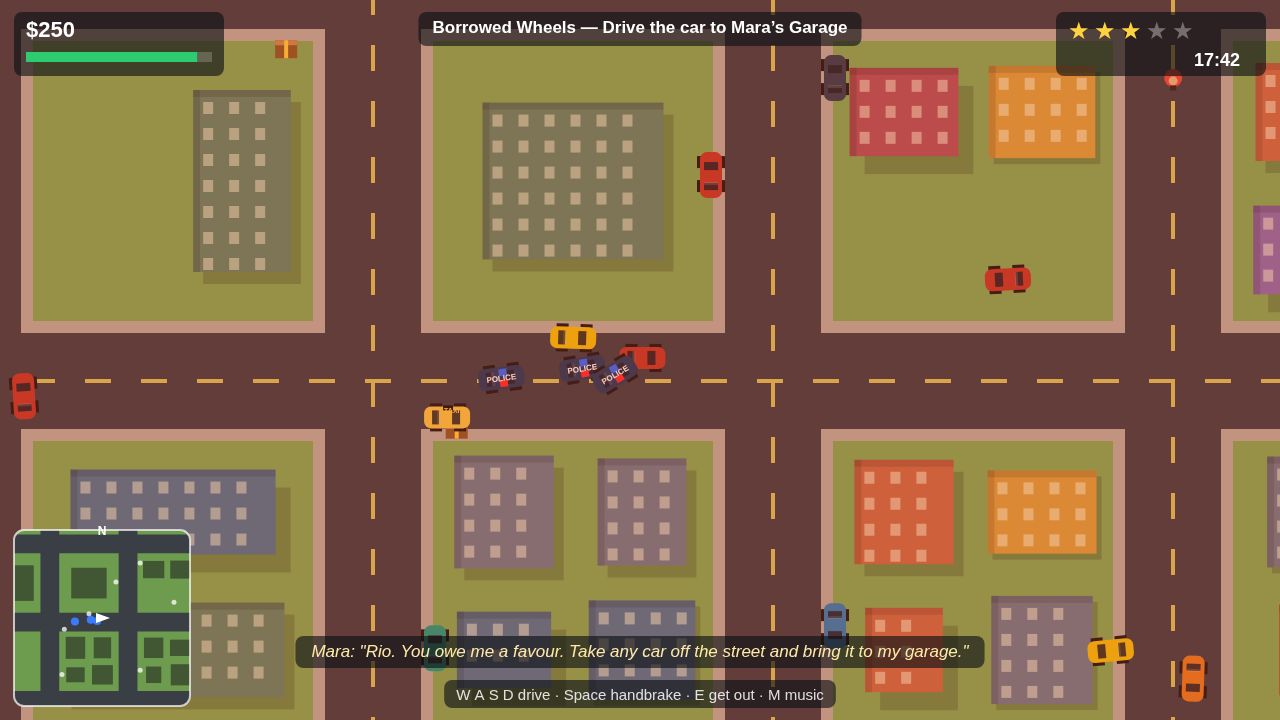 $250
Borrowed Wheels — Drive the car to Mara's Garage
17:42
POLICE
POLICE
POLICE
N
Mara: "Rio. You owe me a favour. Take any car off the street and bring it to my garage."
W A S D drive · Space handbrake · E get out · M music